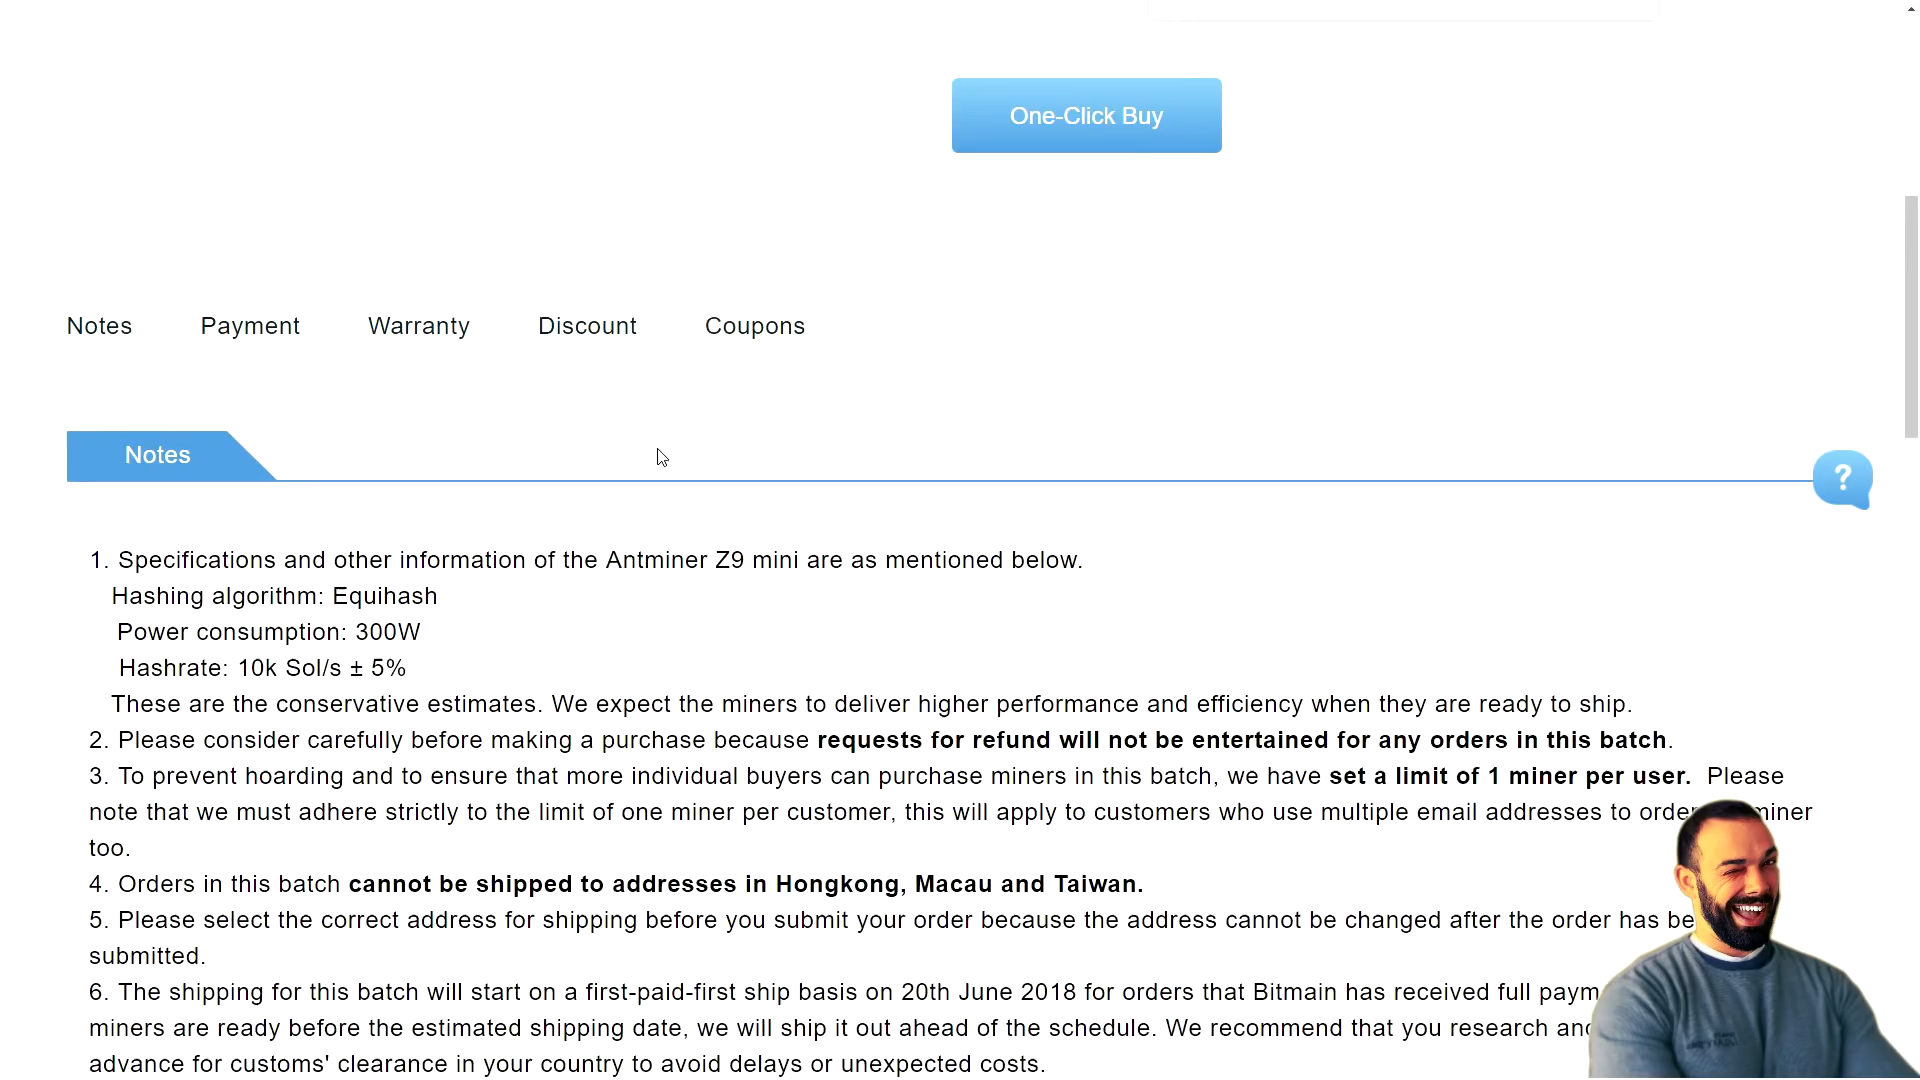 One-Click Buy
Notes Payment Warranty Discount Coupons
Notes
?
1. Specifications and other information of the Antminer Z9 mini are as mentioned below.
Hashing algorithm: Equihash
Power consumption: 300W
Hashrate: 10k Sol/s ± 5%
These are the conservative estimates. We expect the miners to deliver higher performance and efficiency when they are ready to ship.
2. Please consider carefully before making a purchase because requests for refund will not be entertained for any orders in this batch.
3. To prevent hoarding and to ensure that more individual buyers can purchase miners in this batch, we have set a limit of 1 miner per user. Please
note that we must adhere strictly to the limit of one miner per customer, this will apply to customers who use multiple email addresses to order miner
too.
4. Orders in this batch cannot be shipped to addresses in Hongkong, Macau and Taiwan.
5. Please select the correct address for shipping before you submit your order because the address cannot be changed after the order has be
submitted.
6. The shipping for this batch will start on a first-paid-first ship basis on 20th June 2018 for orders that Bitmain has received full paym
miners are ready before the estimated shipping date, we will ship it out ahead of the schedule. We recommend that you research and
advance for customs' clearance in your country to avoid delays or unexpected costs.